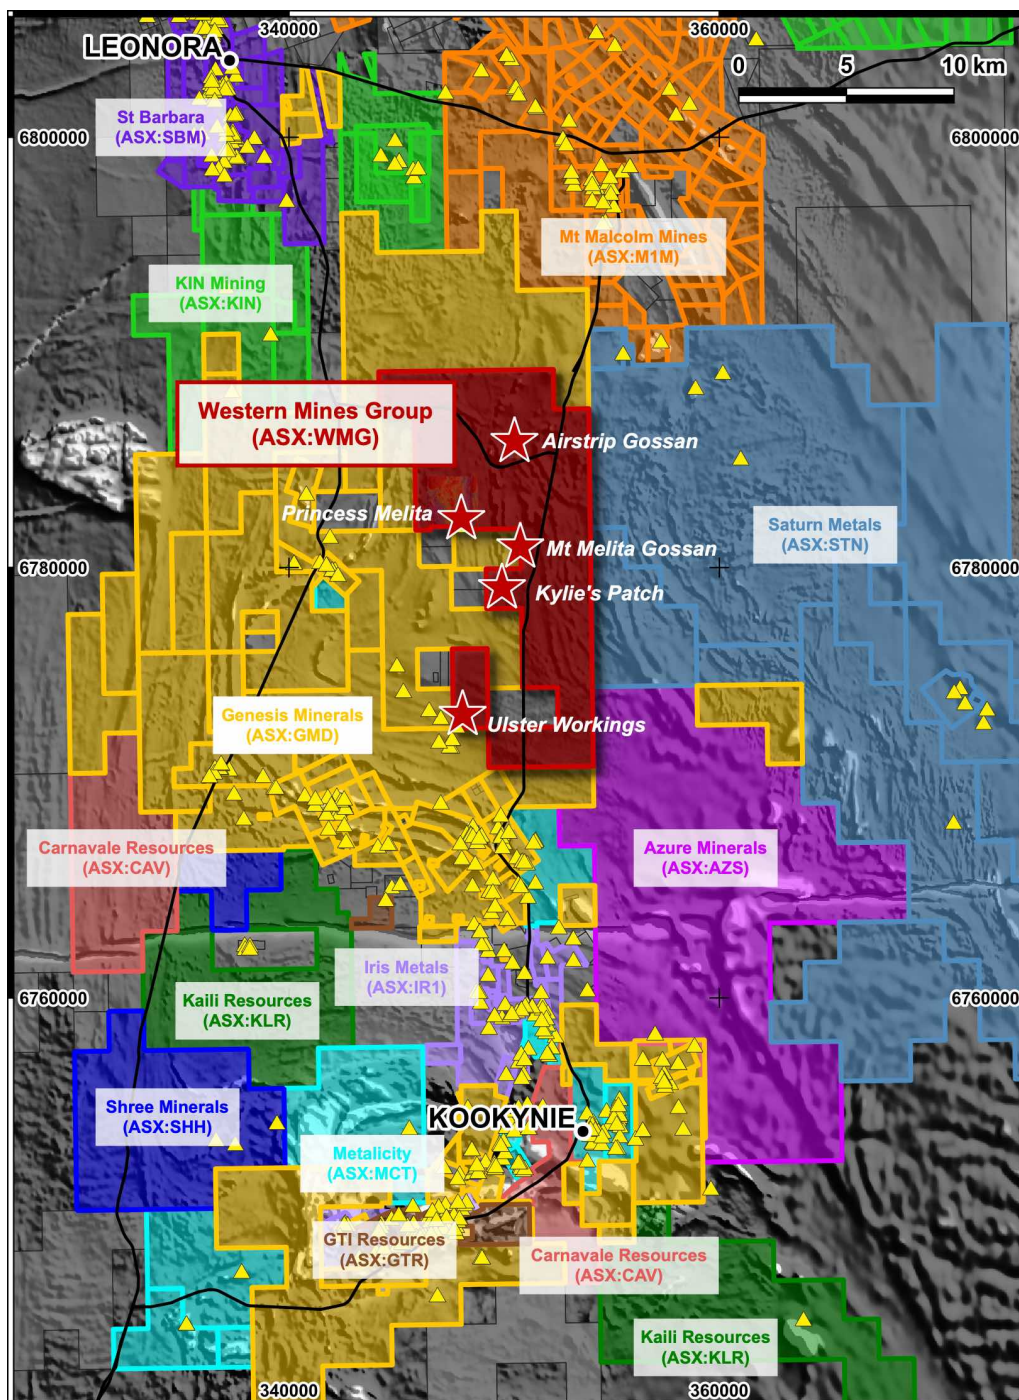 340000
360000
LEONORA
0 5 10 km
St Barbara
(ASX:SBM)
6800000
6800000
Mt Malcolm Mines
(ASX:M1M)
KIN Mining
(ASX:KIN)
Western Mines Group
(ASX:WMG)
Airstrip Gossan
Princess Melita
Saturn Metals
(ASX:STN)
Mt Melita Gossan
6780000
6780000
Kylie's Patch
Genesis Minerals
(ASX:GMD)
Ulster Workings
Carnavale Resources
(ASX:CAV)
Azure Minerals
(ASX:AZS)
Iris Metals
(ASX:IR1)
6760000
6760000
Kaili Resources
(ASX:KLR)
Shree Minerals
(ASX:SHH)
KOOKYNIE
Metalicity
(ASX:MCT)
GTI Resources
(ASX:GTR)
Carnavale Resources
(ASX:CAV)
Kaili Resources
(ASX:KLR)
340000
360000